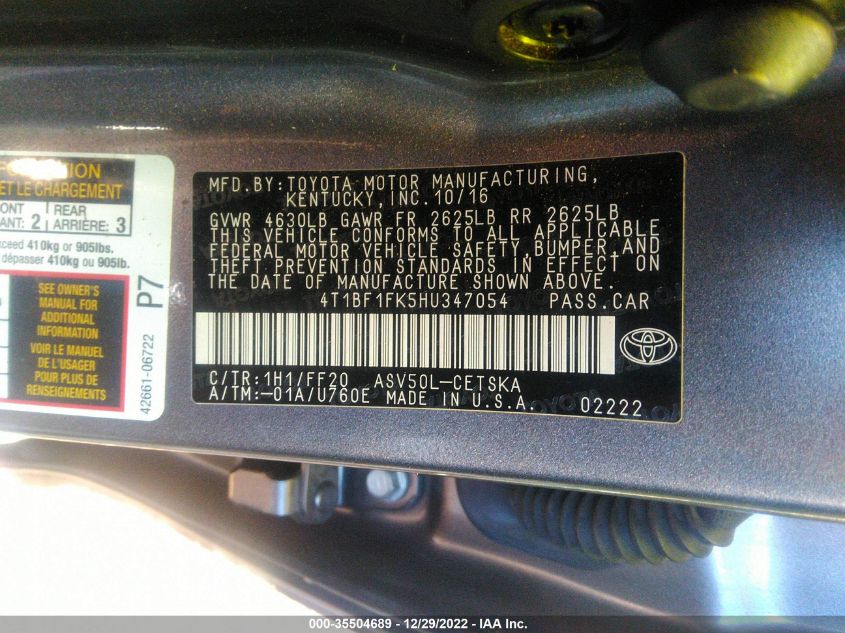 MFD. BY: TOYOTA MOTOR MANUFACTURING,
KENTUCKY, INC. 10/16
GVWR 4630LB GAWR FR 2625LB RR 2625LB
THIS VEHICLE CONFORMS TO ALL APPLICABLE
FEDERAL MOTOR VEHICLE SAFETY, BUMPER, AND
THEFT PREVENTION STANDARDS IN EFFECT ON
THE DATE OF MANUFACTURE SHOWN ABOVE.
4T1BF1FK5HU347054 PASS. CAR
C/TR: 1H1/FF20 ASV50L-CETSKA
A/TM: -01A/U760E MADE IN U.S.A. 02222
ET LE CHARGEMENT
2 REAR
ARRIÈRE: 3
410kg or 905lbs.
dépasser 410kg ou 905lb.
SEE OWNER'S
MANUAL FOR
ADDITIONAL
INFORMATION
VOIR LE MANUEL
DE L'USAGER
POUR PLUS DE
RENSEIGNEMENTS
P7
42661-06722
000-35504689 - 12/29/2022 - IAA Inc.